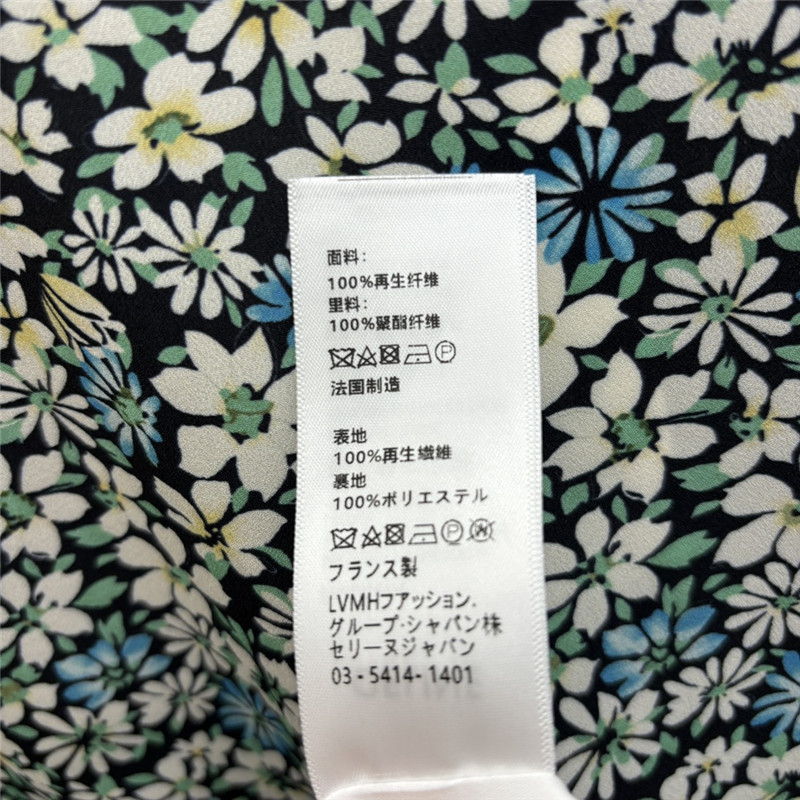 面料:
100%再生纤维
里料:
100%聚酯纤维
法国制造
表地
100%再生繊維
裏地
100%ポリエステル
フランス製
LVMHファアッション.
グループ·シャパン株
セリーヌジャパン
03-5414-1401